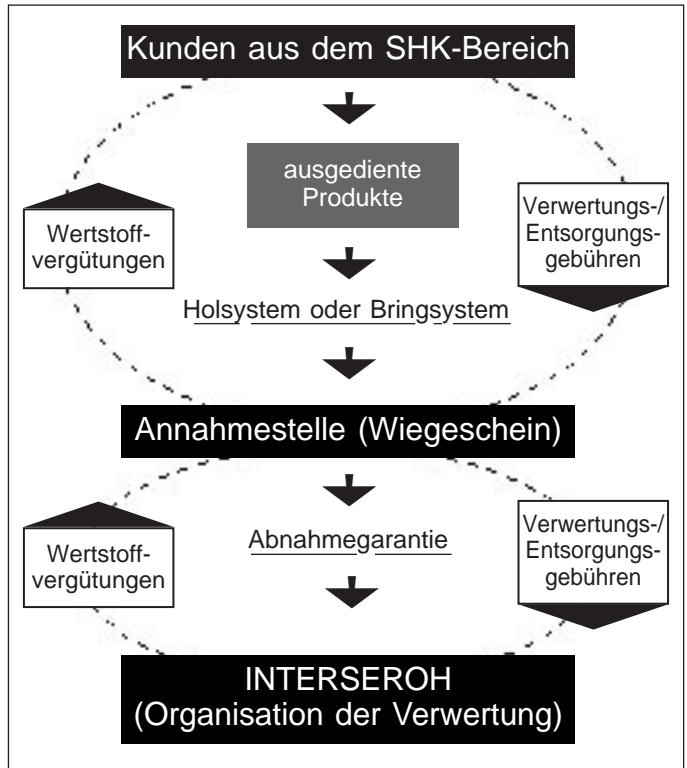 Kunden aus dem SHK-Bereich
ausgediente
Produkte
Wertstoff-
vergütungen
Verwertungs-/
Entsorgungs-
gebühren
Holsystem oder Bringsystem
Annahmestelle (Wiegeschein)
Abnahmegarantie
Wertstoff-
vergütungen
Verwertungs-/
Entsorgungs-
gebühren
INTERSEROH
(Organisation der Verwertung)